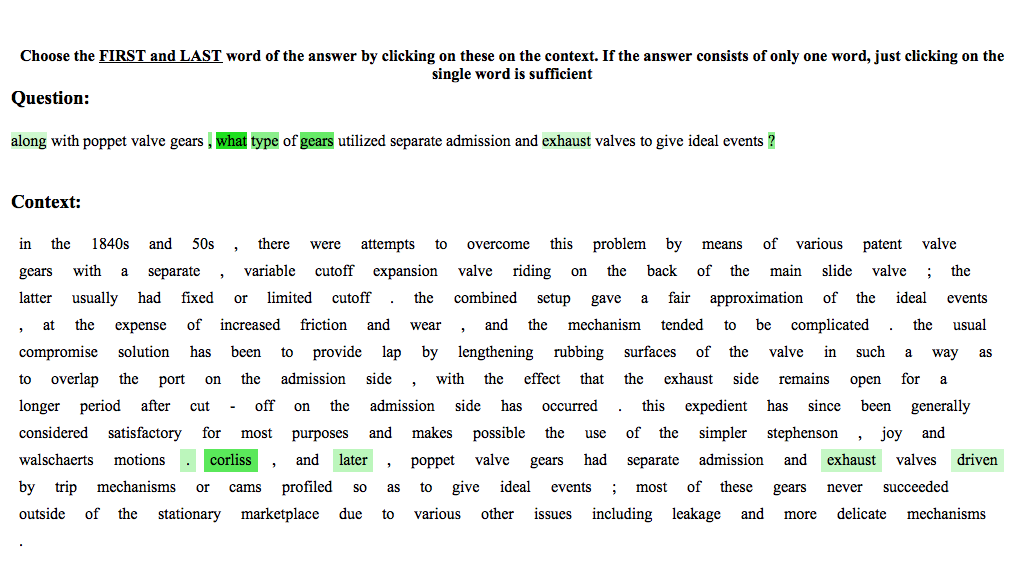 Choose the FIRST and LAST word of the answer by clicking on these on the context. If the answer consists of only one word, just clicking on the
single word is sufficient
Question:
along with poppet valve gears , what type of gears utilized separate admission and exhaust valves to give ideal events ?
Context:
in the 1840s and 50s , there were attempts to overcome this problem by means of various patent valve
gears with a separate , variable cutoff expansion valve riding on the back of the main slide valve ; the
latter usually had fixed or limited cutoff . the combined setup gave a fair approximation of the ideal events
, at the expense of increased friction and wear , and the mechanism tended to be complicated . the usual
compromise solution has been to provide lap by lengthening rubbing surfaces of the valve in such a way as
to overlap the port on the admission side , with the effect that the exhaust side remains open for a
longer period after cut - off on the admission side has occurred . this expedient has since been generally
considered satisfactory for most purposes and makes possible the use of the simpler stephenson , joy and
walschaerts motions . corliss , and later , poppet valve gears had separate admission and exhaust valves driven
by trip mechanisms or cams profiled so as to give ideal events ; most of these gears never succeeded
outside of the stationary marketplace due to various other issues including leakage and more delicate mechanisms
.